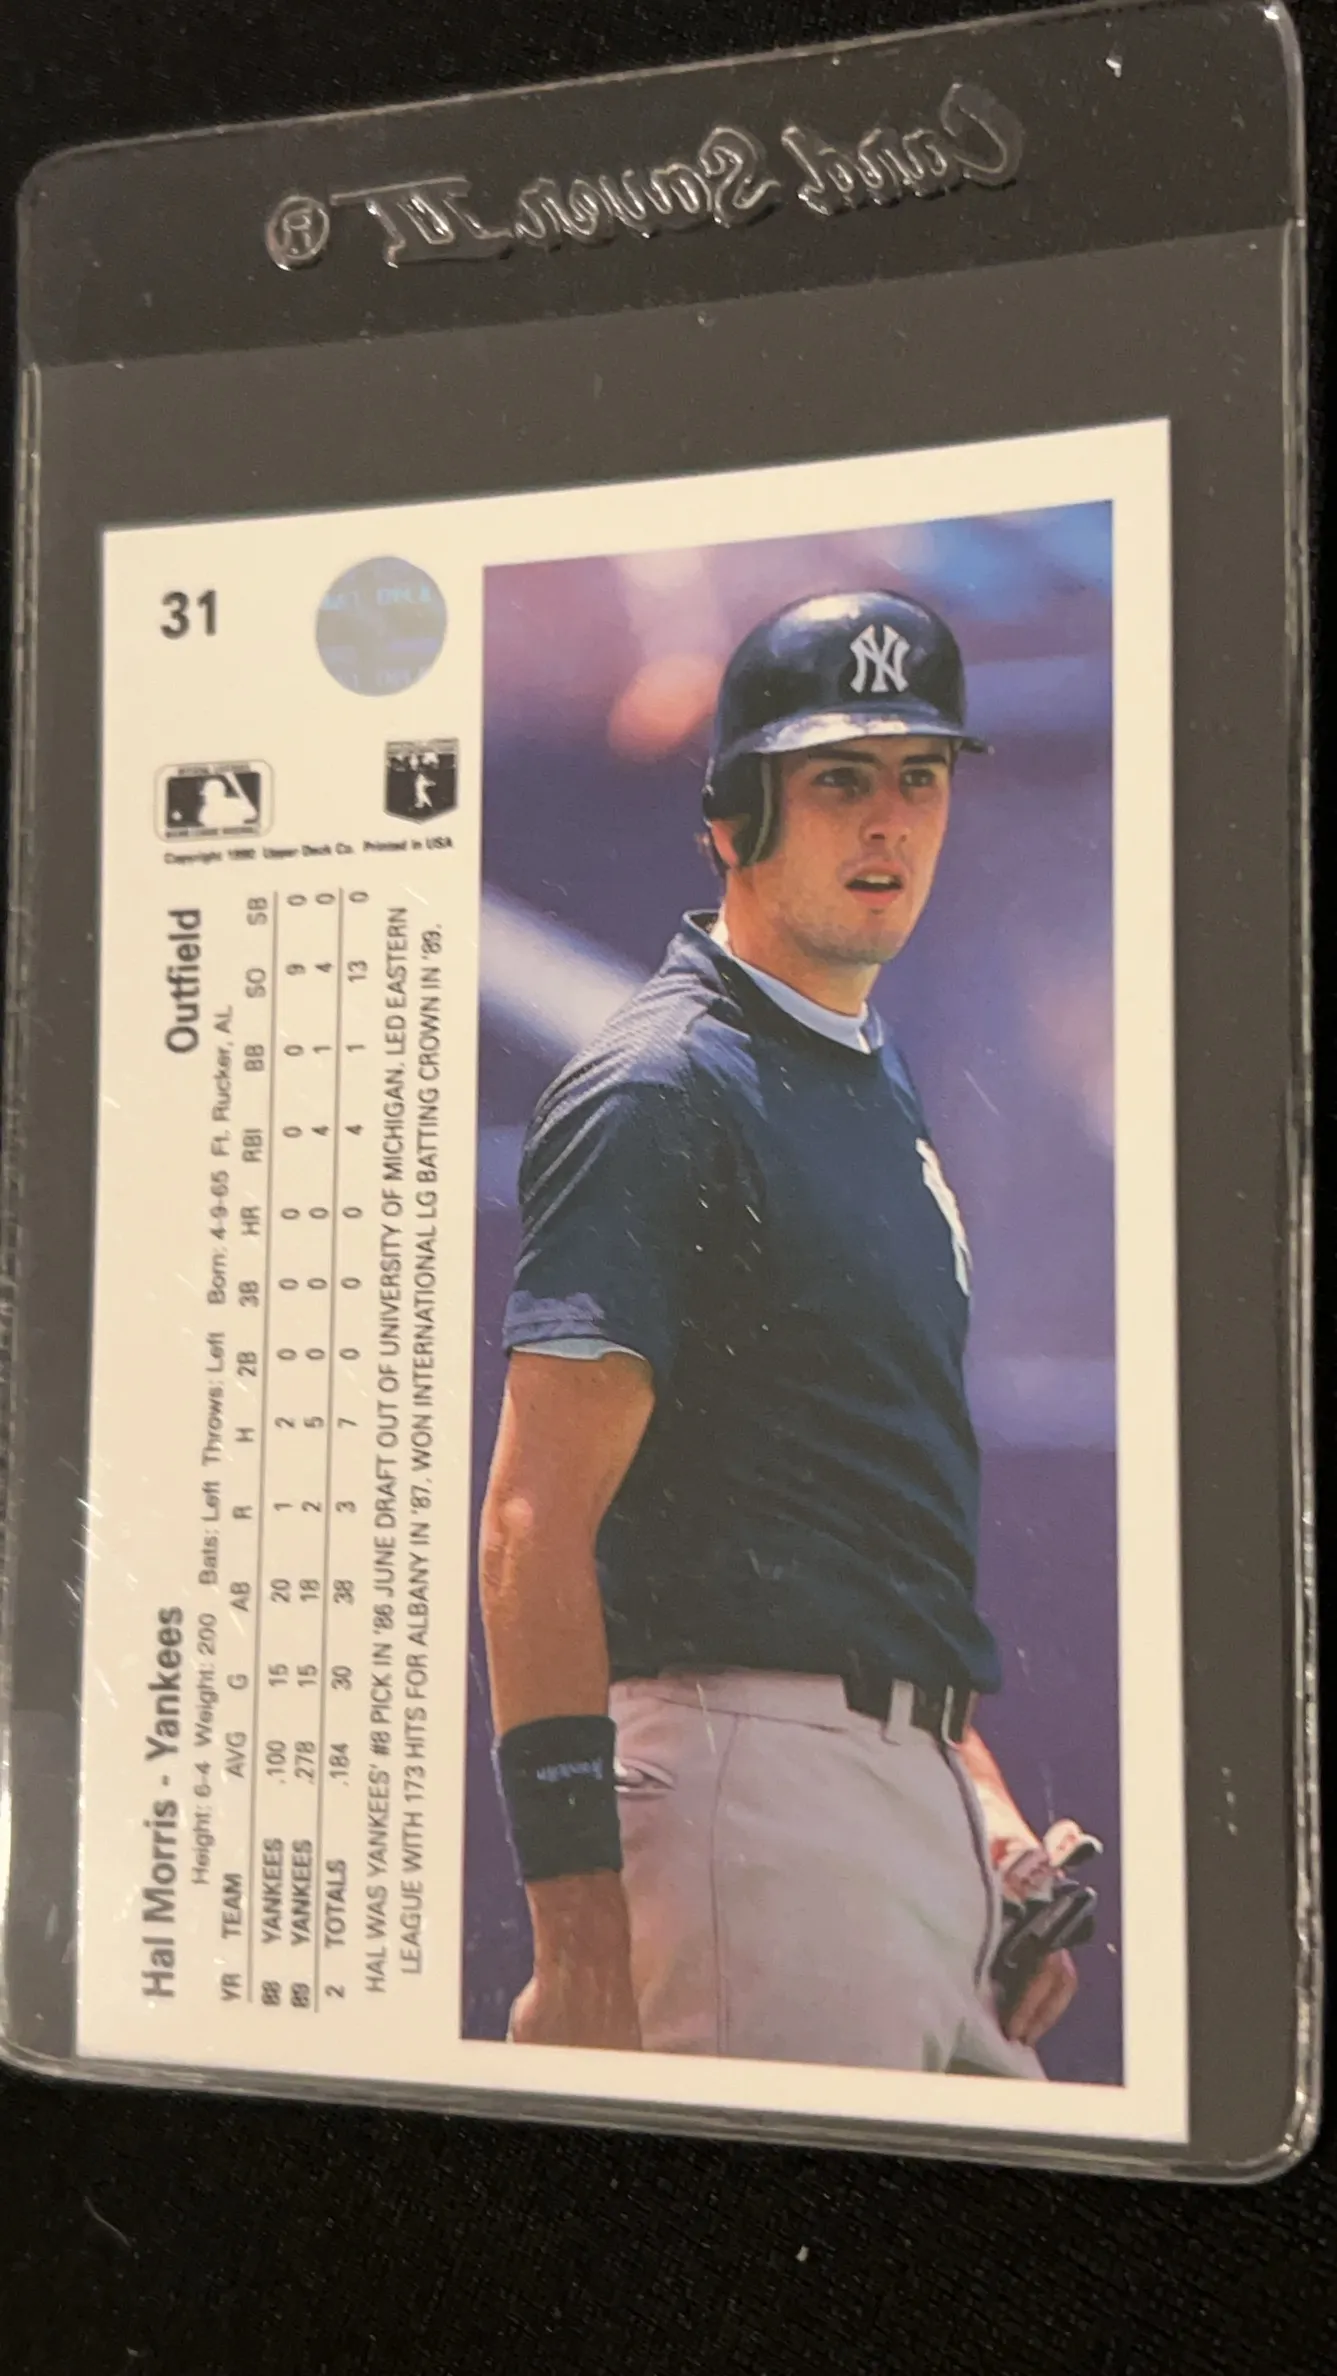 Card Saver II ®
31
Hal Morris - Yankees Outfield
Height: 6-4 Weight: 200 Bats: Left Throws: Left Born: 4-9-65 Ft. Rucker, AL
YR TEAM AVG G AB R H 2B 3B HR RBI BB SO SB
88 YANKEES .100 15 20 1 2 0 0 0 0 0 9 0
89 YANKEES .278 15 18 2 5 0 0 0 4 1 4 0
2 TOTALS .184 30 38 3 7 0 0 0 4 1 13 0
HAL WAS YANKEES' #8 PICK IN '86 JUNE DRAFT OUT OF UNIVERSITY OF MICHIGAN. LED EASTERN
LEAGUE WITH 173 HITS FOR ALBANY IN '87. WON INTERNATIONAL LG BATTING CROWN IN '89.
Copyright 1990 Upper Deck Co. Printed in USA
NY
Franklin